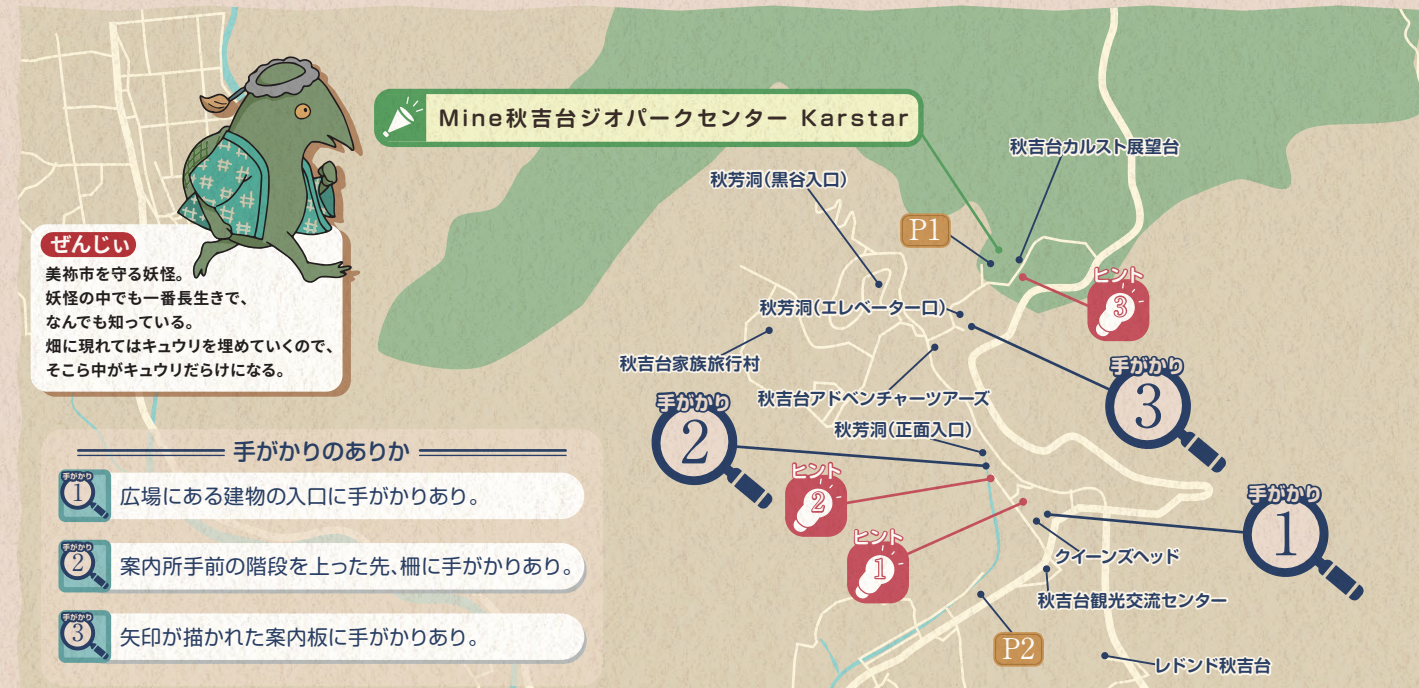 Mine秋吉台ジオパークセンター Karstar
秋吉台カルスト展望台
秋芳洞(黒谷入口)
P1
ぜんじぃ
美祢市を守る妖怪。
妖怪の中でも一番長生きで、
なんでも知っている。
畑に現れてはキュウリを埋めていくので、
そこら中がキュウリだらけになる。
ヒント
3
秋芳洞(エレベーター口)
秋吉台家族旅行村
手がかり
3
秋吉台アドベンチャーツアーズ
手がかり
2
秋芳洞(正面入口)
ヒント
2
手がかり
1
ヒント
1
クイーンズヘッド
秋吉台観光交流センター
P2
レドンド秋吉台
手がかりのありか
手がかり
1
広場にある建物の入口に手がかりあり。
手がかり
2
案内所手前の階段を上った先、柵に手がかりあり。
手がかり
3
矢印が描かれた案内板に手がかりあり。